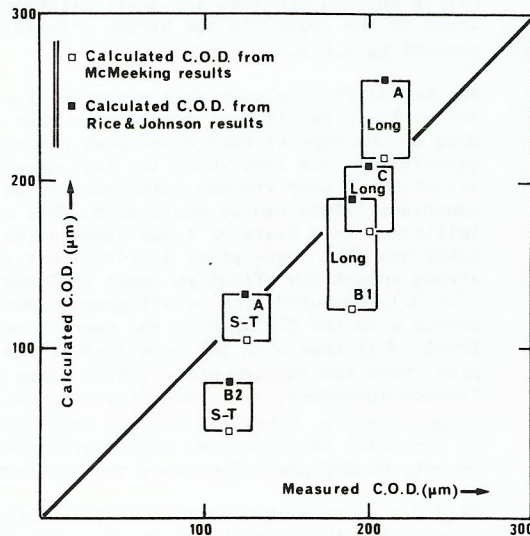 300
□ Calculated C.O.D. from
McMeeking results
■ Calculated C.O.D. from
Rice & Johnson results
A
Long
200
C
Long
Long
B1
Calculated C.O.D. (μm)
A
S-T
100
B2
S-T
Measured C.O.D. (μm)
100
200
300